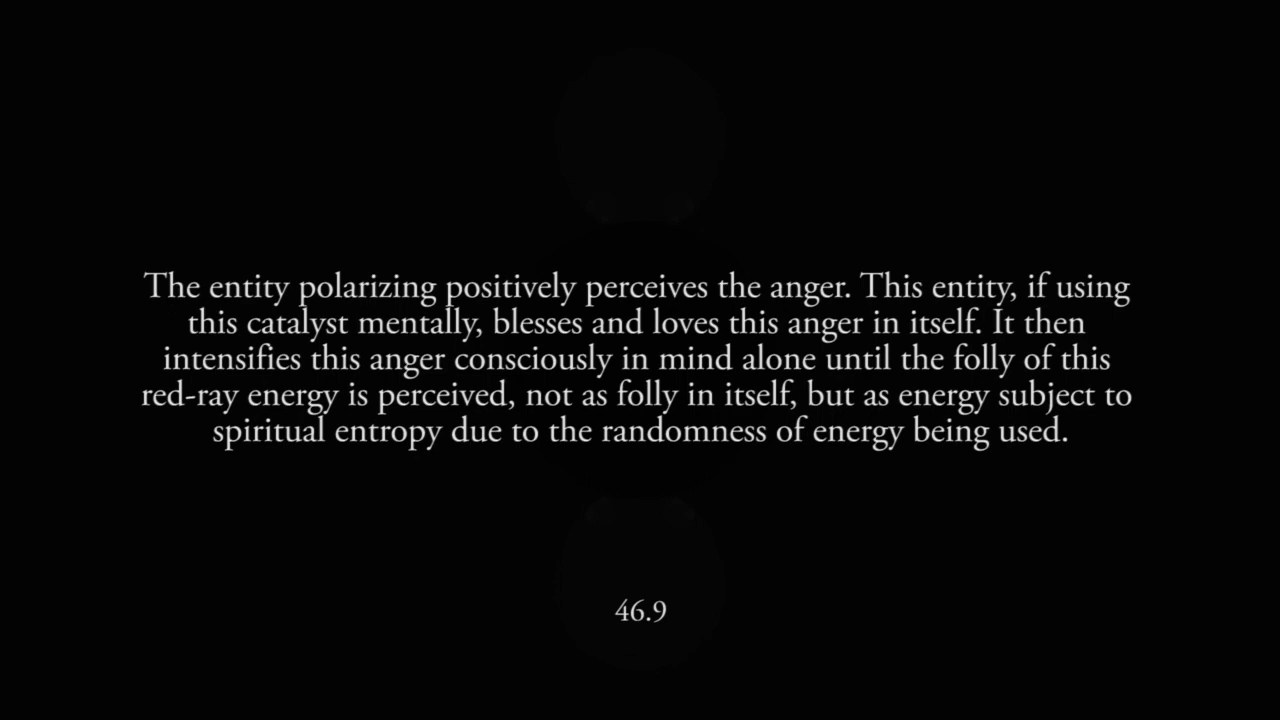 The entity polarizing positively perceives the anger. This entity, if using
this catalyst mentally, blesses and loves this anger in itself. It then
intensifies this anger consciously in mind alone until the folly of this
red-ray energy is perceived, not as folly in itself, but as energy subject to
spiritual entropy due to the randomness of energy being used.
46.9